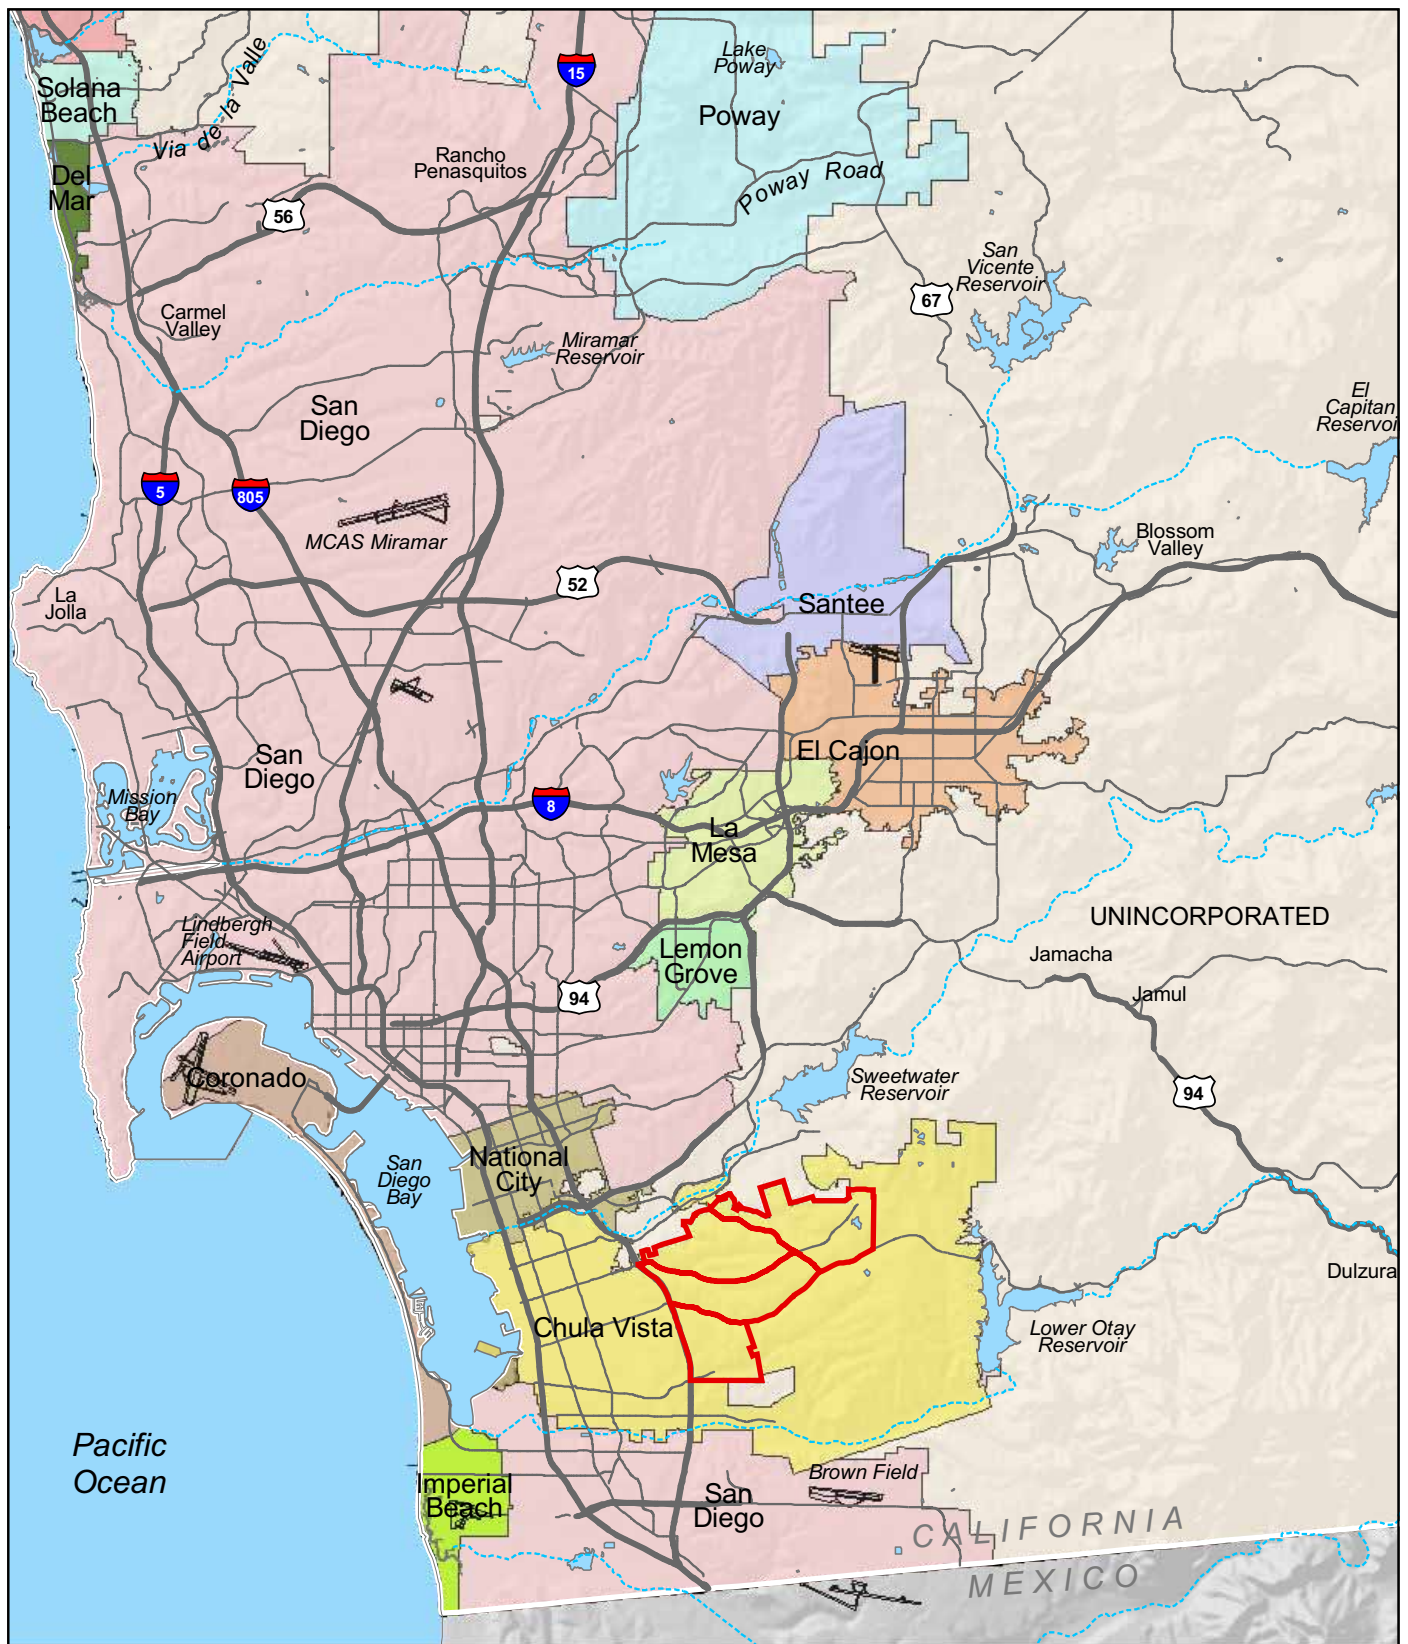 Solana
Beach
Via de la Valle
Del
Mar
15
Lake
Poway
Poway
Poway Road
Rancho
Penasquitos
56
San
Vicente
Reservoir
67
Carmel
Valley
Miramar
Reservoir
El
Capitan
Reservoi
San
Diego
5
805
MCAS Miramar
Blossom
Valley
52
La
Jolla
Santee
San
Diego
El Cajon
Mission
Bay
8
La
Mesa
UNINCORPORATED
Lindbergh
Field
Airport
Lemon
Grove
Jamacha
94
Jamul
Coronado
Sweetwater
Reservoir
94
San
Diego
Bay
National
City
Dulzura
Chula Vista
Lower Otay
Reservoir
Pacific
Ocean
Imperial
Beach
Brown Field
San
Diego
CALIFORNIA
MEXICO